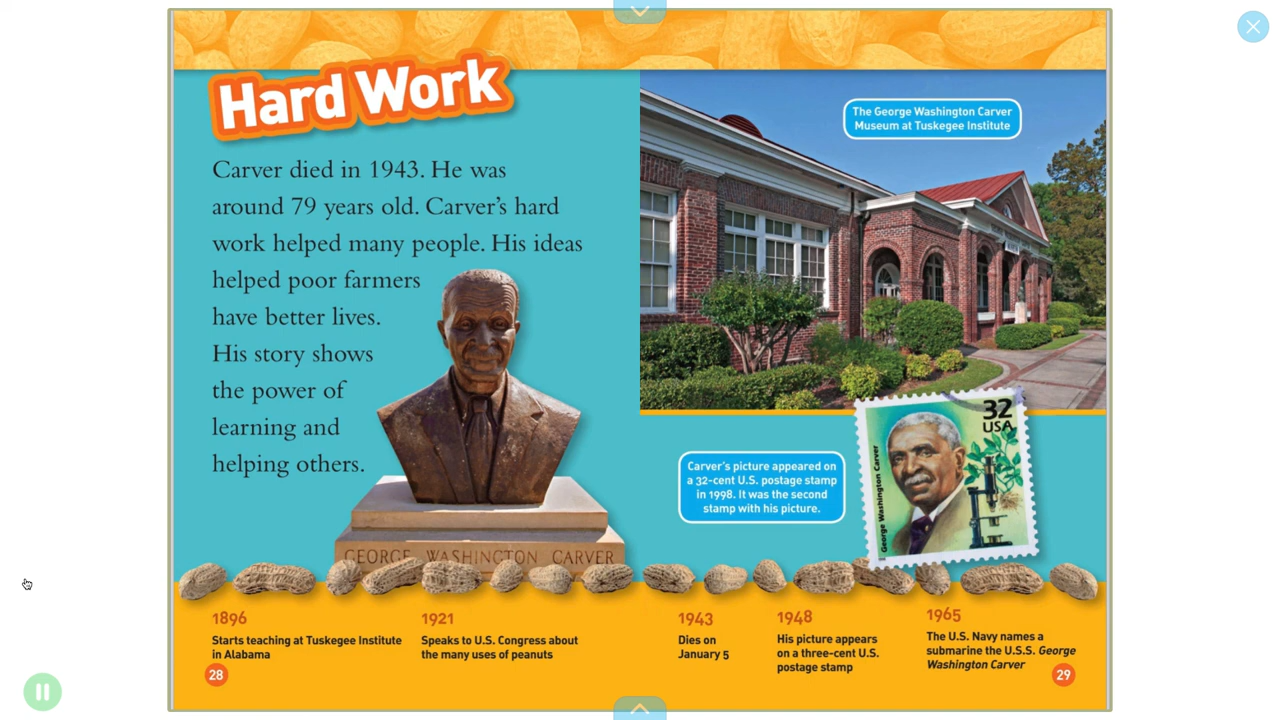 Hard Work
Carver died in 1943. He was
around 79 years old. Carver's hard
work helped many people. His ideas
helped poor farmers
have better lives.
His story shows
the power of
learning and
helping others.
GEORGE WASHINGTON CARVER
The George Washington Carver
Museum at Tuskegee Institute
Carver's picture appeared on
a 32-cent U.S. postage stamp
in 1998. It was the second
stamp with his picture.
32
USA
George Washington Carver
1896
Starts teaching at Tuskegee Institute
in Alabama
1921
Speaks to U.S. Congress about
the many uses of peanuts
1943
Dies on
January 5
1948
His picture appears
on a three-cent U.S.
postage stamp
1965
The U.S. Navy names a
submarine the U.S.S. George
Washington Carver
28
29